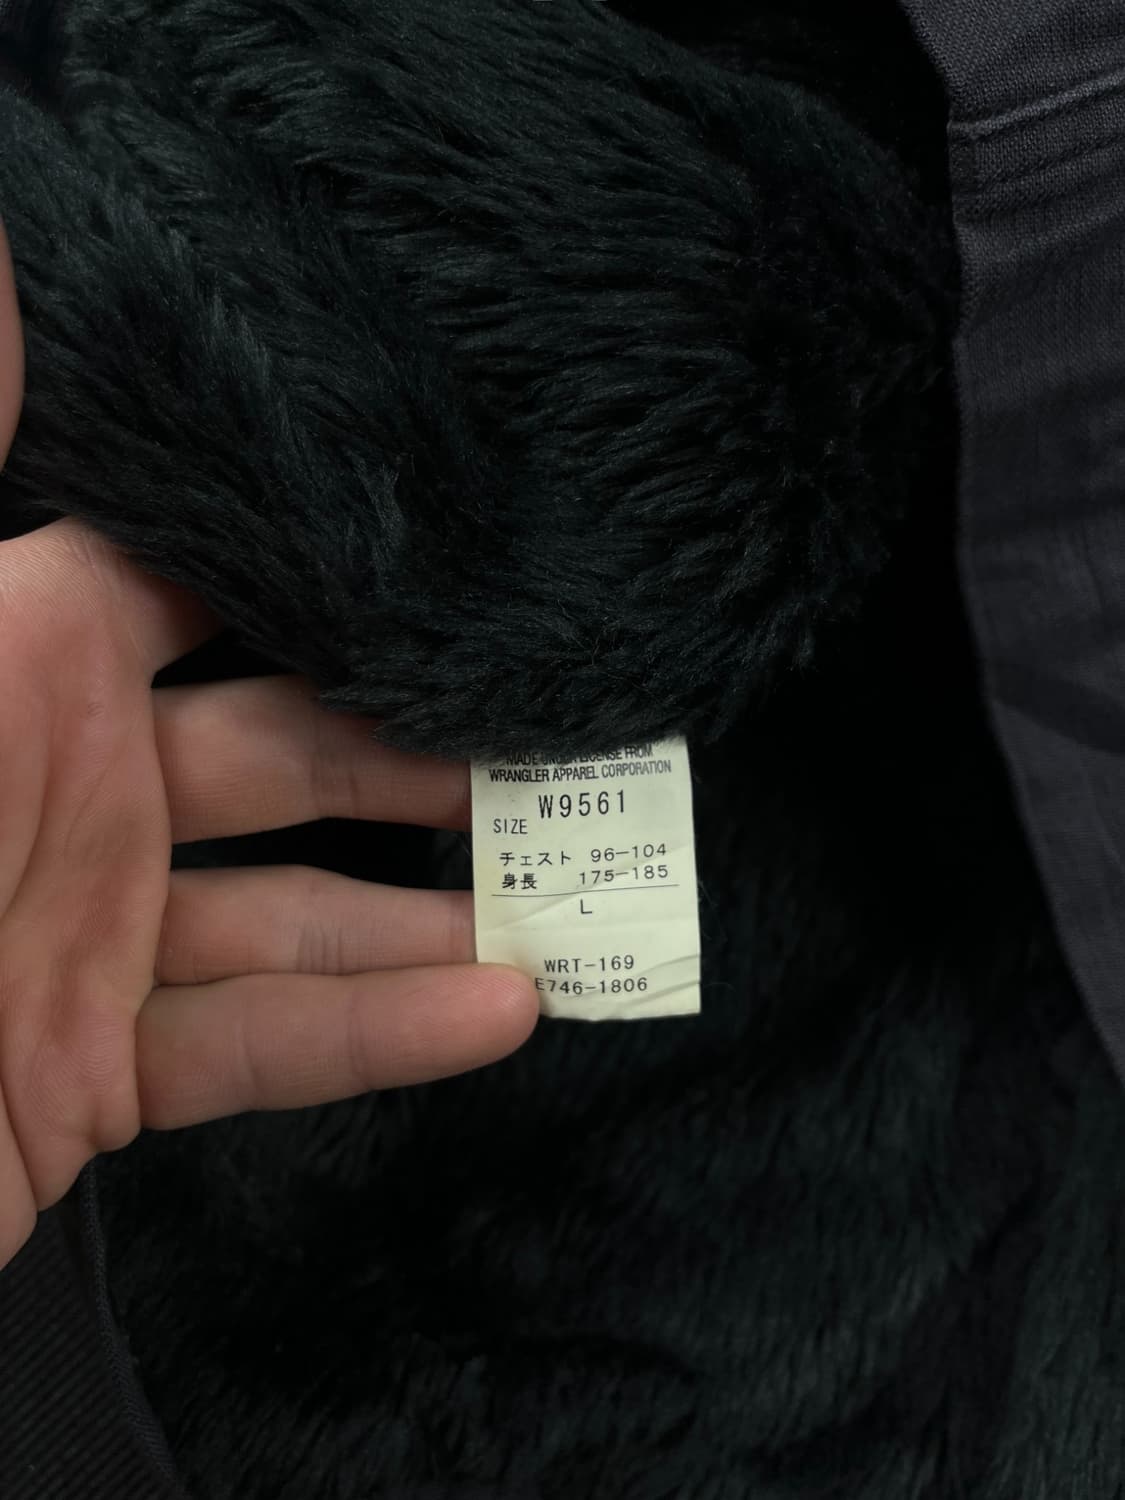 MADE UNDER LICENSE FROM
WRANGLER APPAREL CORPORATION
W9561
SIZE
チェスト 96-104
身長 175-185
L
WRT-169
E746-1806